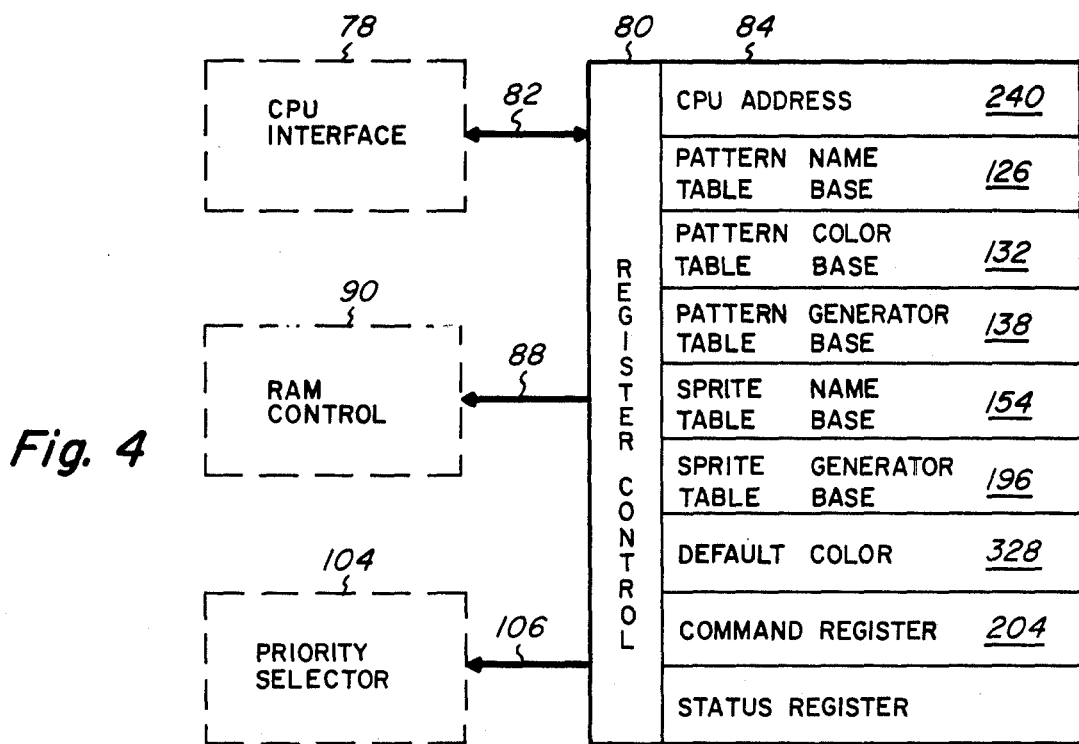 78
CPU
INTERFACE
82
80
84
CPU ADDRESS 240
PATTERN NAME
TABLE BASE 126
PATTERN COLOR
TABLE BASE 132
PATTERN GENERATOR
TABLE BASE 138
SPRITE NAME
TABLE BASE 154
SPRITE GENERATOR
TABLE BASE 196
DEFAULT COLOR 328
COMMAND REGISTER 204
STATUS REGISTER
REGISTER CONTROL
90
RAM
CONTROL
88
104
PRIORITY
SELECTOR
106
Fig. 4